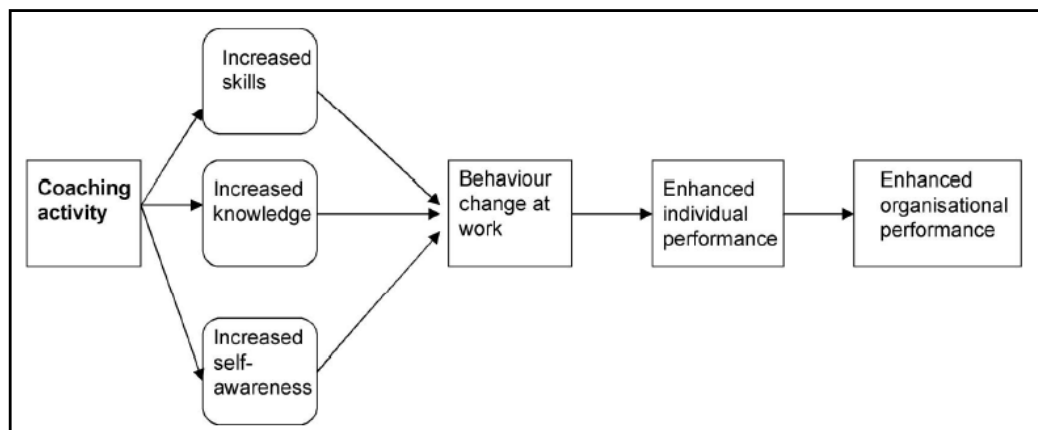 Coaching
activity
Increased
skills
Increased
knowledge
Increased
self-
awareness
Behaviour
change at
work
Enhanced
individual
performance
Enhanced
organisational
performance